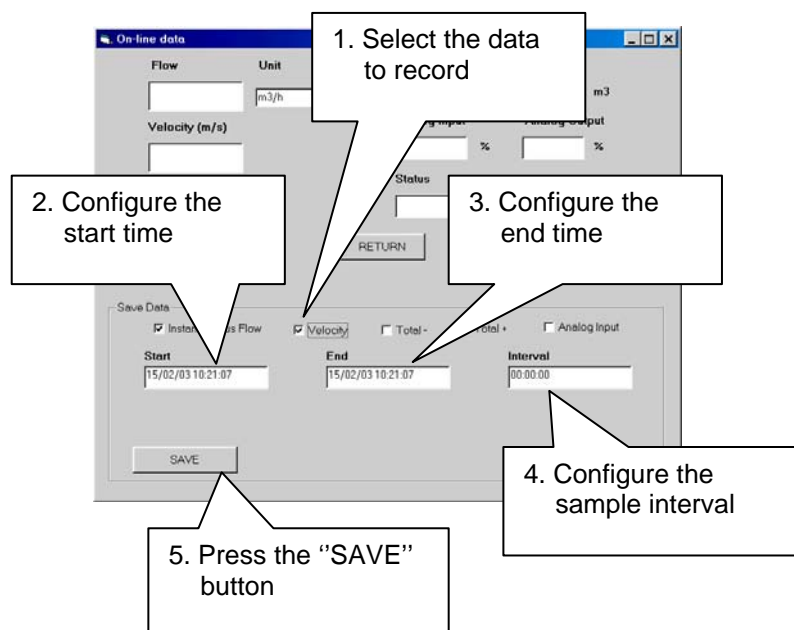 On-line data
1. Select the data
to record
Flow
Unit
m3/h
m3
Velocity (m/s)
Input
Analog Output
%
%
Status
2. Configure the
start time
3. Configure the
end time
RETURN
Save Data
Flow
Velocity
Total -
Total +
Analog Input
Start
End
Interval
15/02/03 10:21:07
15/02/03 10:21:07
00:00:00
SAVE
4. Configure the
sample interval
5. Press the ‘’SAVE’’
button